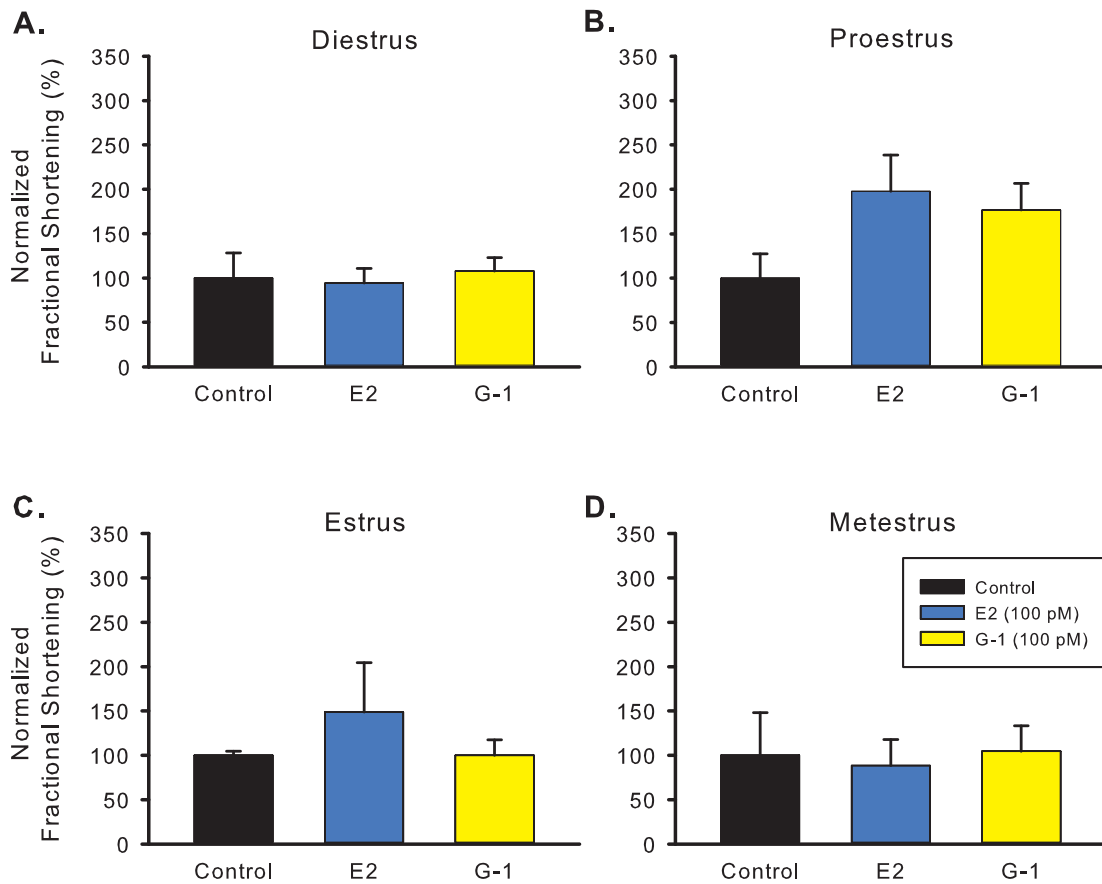 A.
Diestrus
Normalized
Fractional Shortening (%)
350
300
250
200
150
100
50
0
Control E2 G-1
B.
Proestrus
350
300
250
200
150
100
50
0
Control E2 G-1
C.
Estrus
Normalized
Fractional Shortening (%)
350
300
250
200
150
100
50
0
Control E2 G-1
D.
Metestrus
350
300
250
200
150
100
50
0
Control
E2 (100 pM)
G-1 (100 pM)
Control E2 G-1